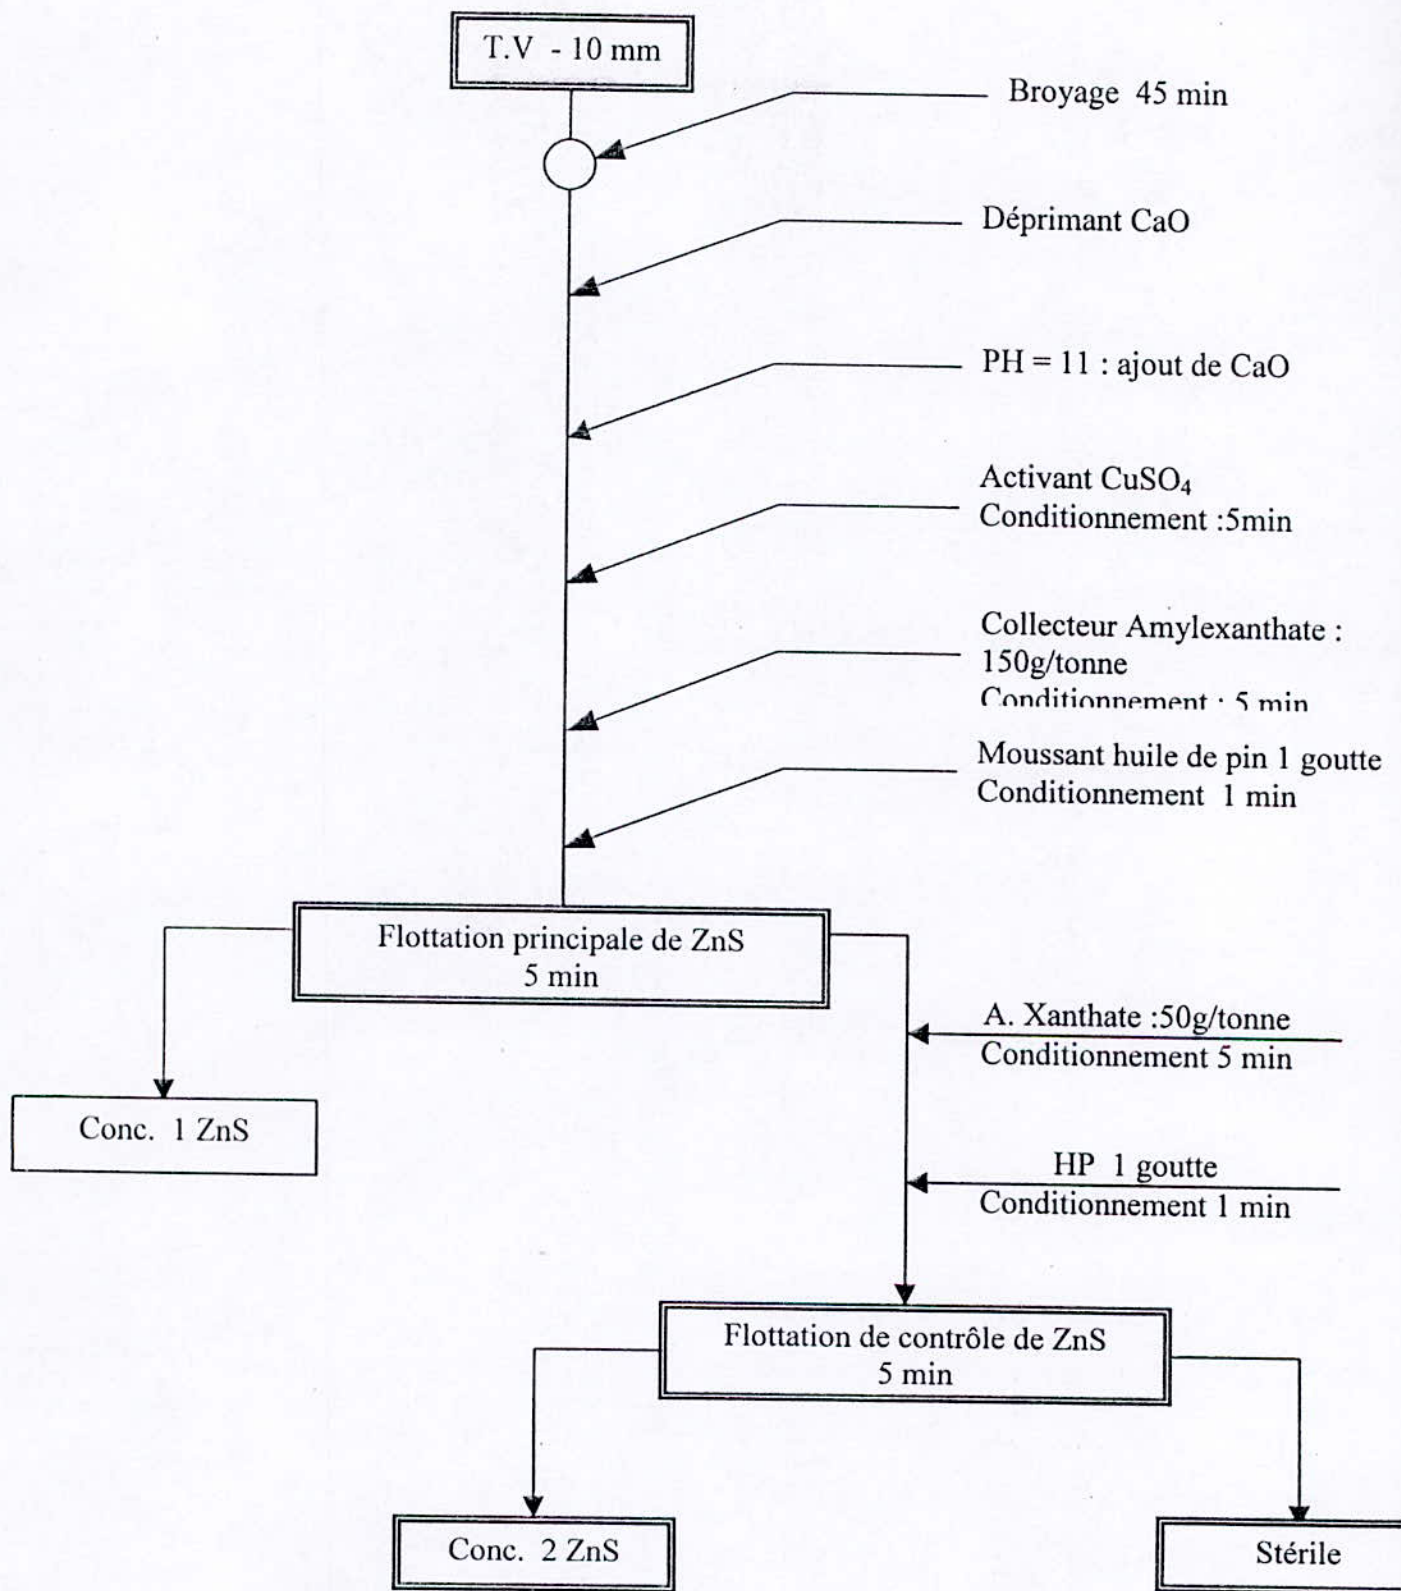 T.V - 10 mm
Broyage 45 min
Déprimant CaO
PH = 11 : ajout de CaO
Activant CuSO₄
Conditionnement :5min
Collecteur Amylexanthate :
150g/tonne
Conditionnement : 5 min
Moussant huile de pin 1 goutte
Conditionnement 1 min
Flottation principale de ZnS
5 min
A. Xanthate :50g/tonne
Conditionnement 5 min
Conc. 1 ZnS
HP 1 goutte
Conditionnement 1 min
Flottation de contrôle de ZnS
5 min
Conc. 2 ZnS
Stérile